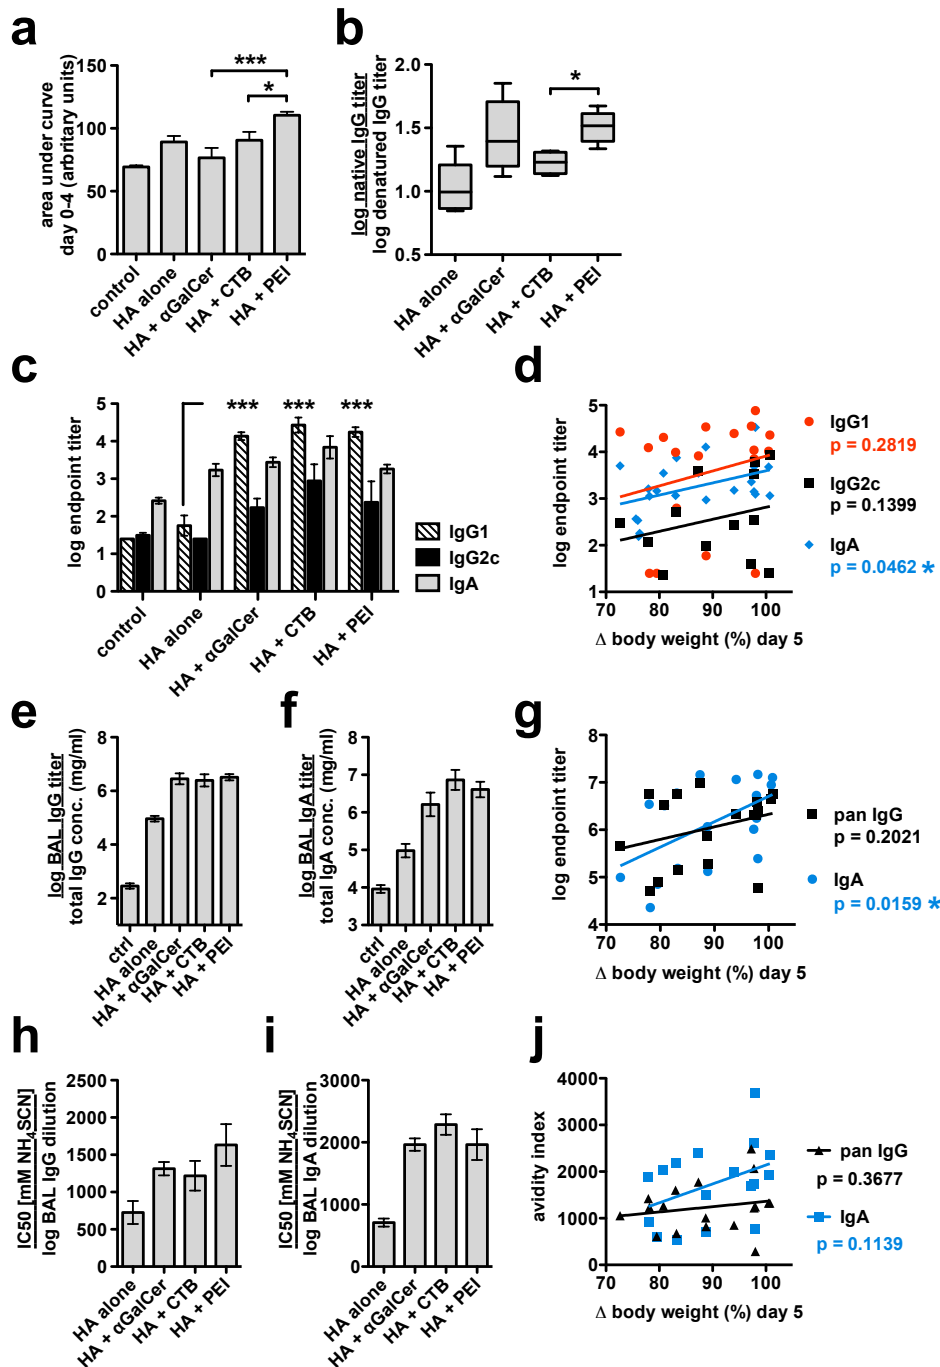 a
area under curve
day 0-4 (arbritary units)
150
100
50
0
***
*
control
HA alone
HA + αGalCer
HA + CTB
HA + PEI
b
log native IgG titer
log denatured IgG titer
2.0
1.5
1.0
0.5
*
HA alone
HA + αGalCer
HA + CTB
HA + PEI
c
log endpoint titer
5
4
3
2
1
0
*** *** ***
control
HA alone
HA + αGalCer
HA + CTB
HA + PEI
IgG1
IgG2c
IgA
d
log endpoint titer
5
4
3
2
1
70 80 90 100
Δ body weight (%) day 5
IgG1
p = 0.2819
IgG2c
p = 0.1399
IgA
p = 0.0462 *
e
log BAL IgG titer
total IgG conc. (mg/ml)
8
6
4
2
ctrl
HA alone
HA + αGalCer
HA + CTB
HA + PEI
f
log BAL IgA titer
total IgA conc. (mg/ml)
8
7
6
5
4
3
ctrl
HA alone
HA + αGalCer
HA + CTB
HA + PEI
g
log endpoint titer
8
7
6
5
4
70 80 90 100
Δ body weight (%) day 5
pan IgG
p = 0.2021
IgA
p = 0.0159 *
h
IC50 [mM NH₄SCN]
log BAL IgG dilution
2500
2000
1500
1000
500
0
HA alone
HA + αGalCer
HA + CTB
HA + PEI
i
IC50 [mM NH₄SCN]
log BAL IgA dilution
3000
2000
1000
0
HA alone
HA + αGalCer
HA + CTB
HA + PEI
j
avidity index
4000
3000
2000
1000
0
70 80 90 100
Δ body weight (%) day 5
pan IgG
p = 0.3677
IgA
p = 0.1139